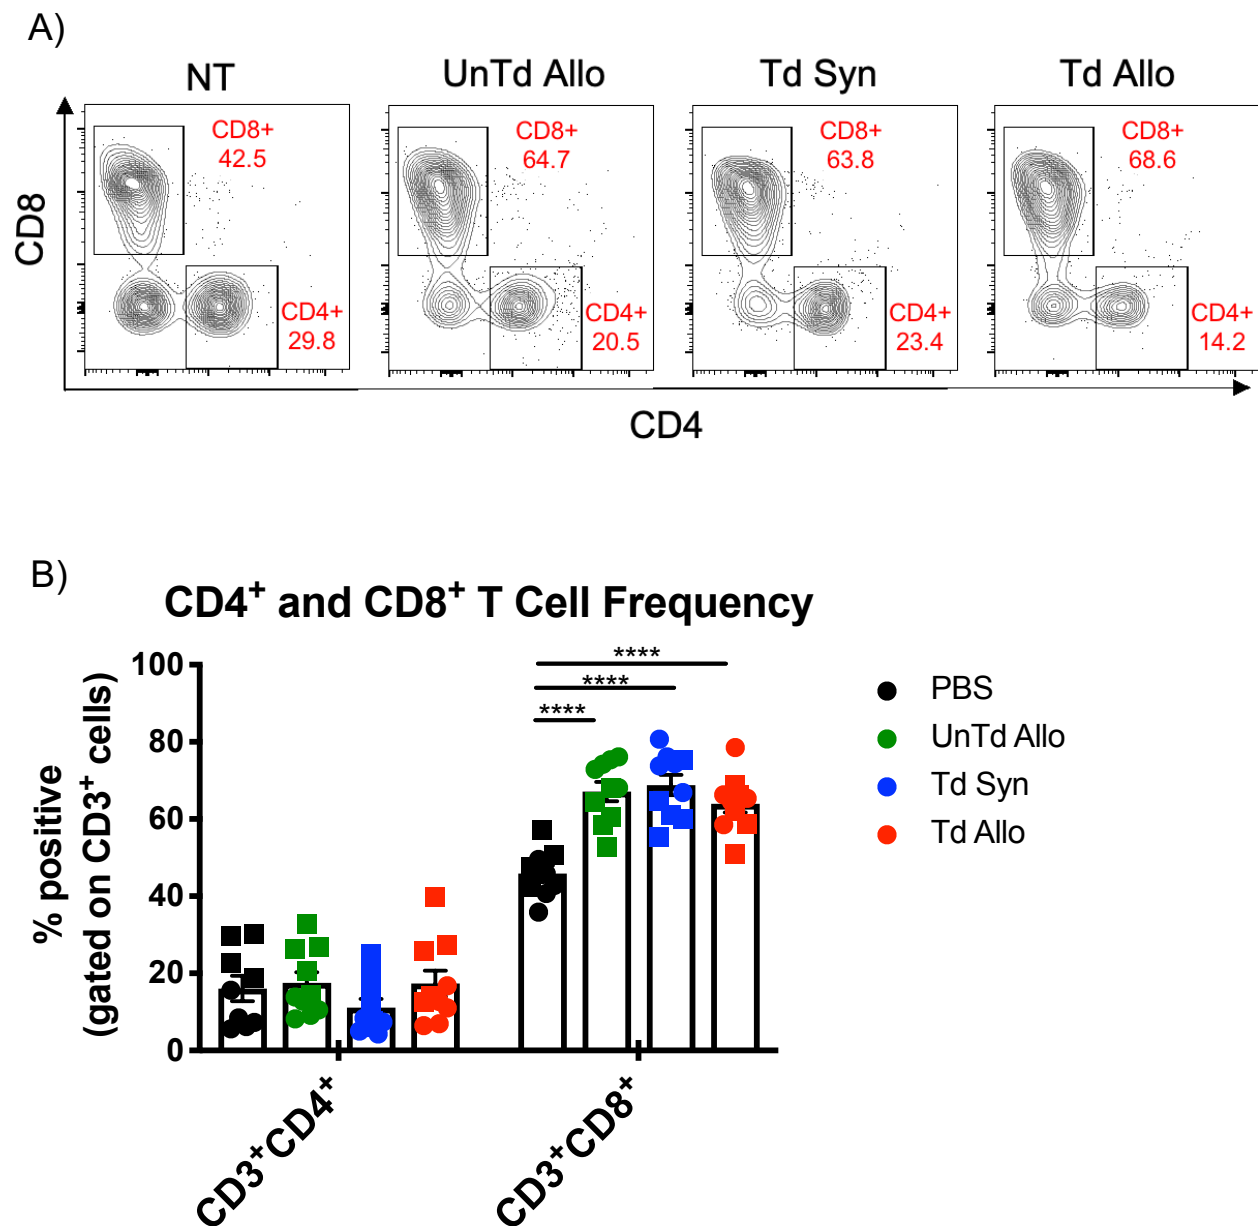 A)
NT
UnTd Allo
Td Syn
Td Allo
CD8+
42.5
CD8+
64.7
CD8+
63.8
CD8+
68.6
CD8
CD4+
29.8
CD4+
20.5
CD4+
23.4
CD4+
14.2
CD4
B)
CD4⁺ and CD8⁺ T Cell Frequency
% positive
(gated on CD3⁺ cells)
100
80
60
40
20
0
****
****
****
CD3⁺CD4⁺
CD3⁺CD8⁺
PBS
UnTd Allo
Td Syn
Td Allo